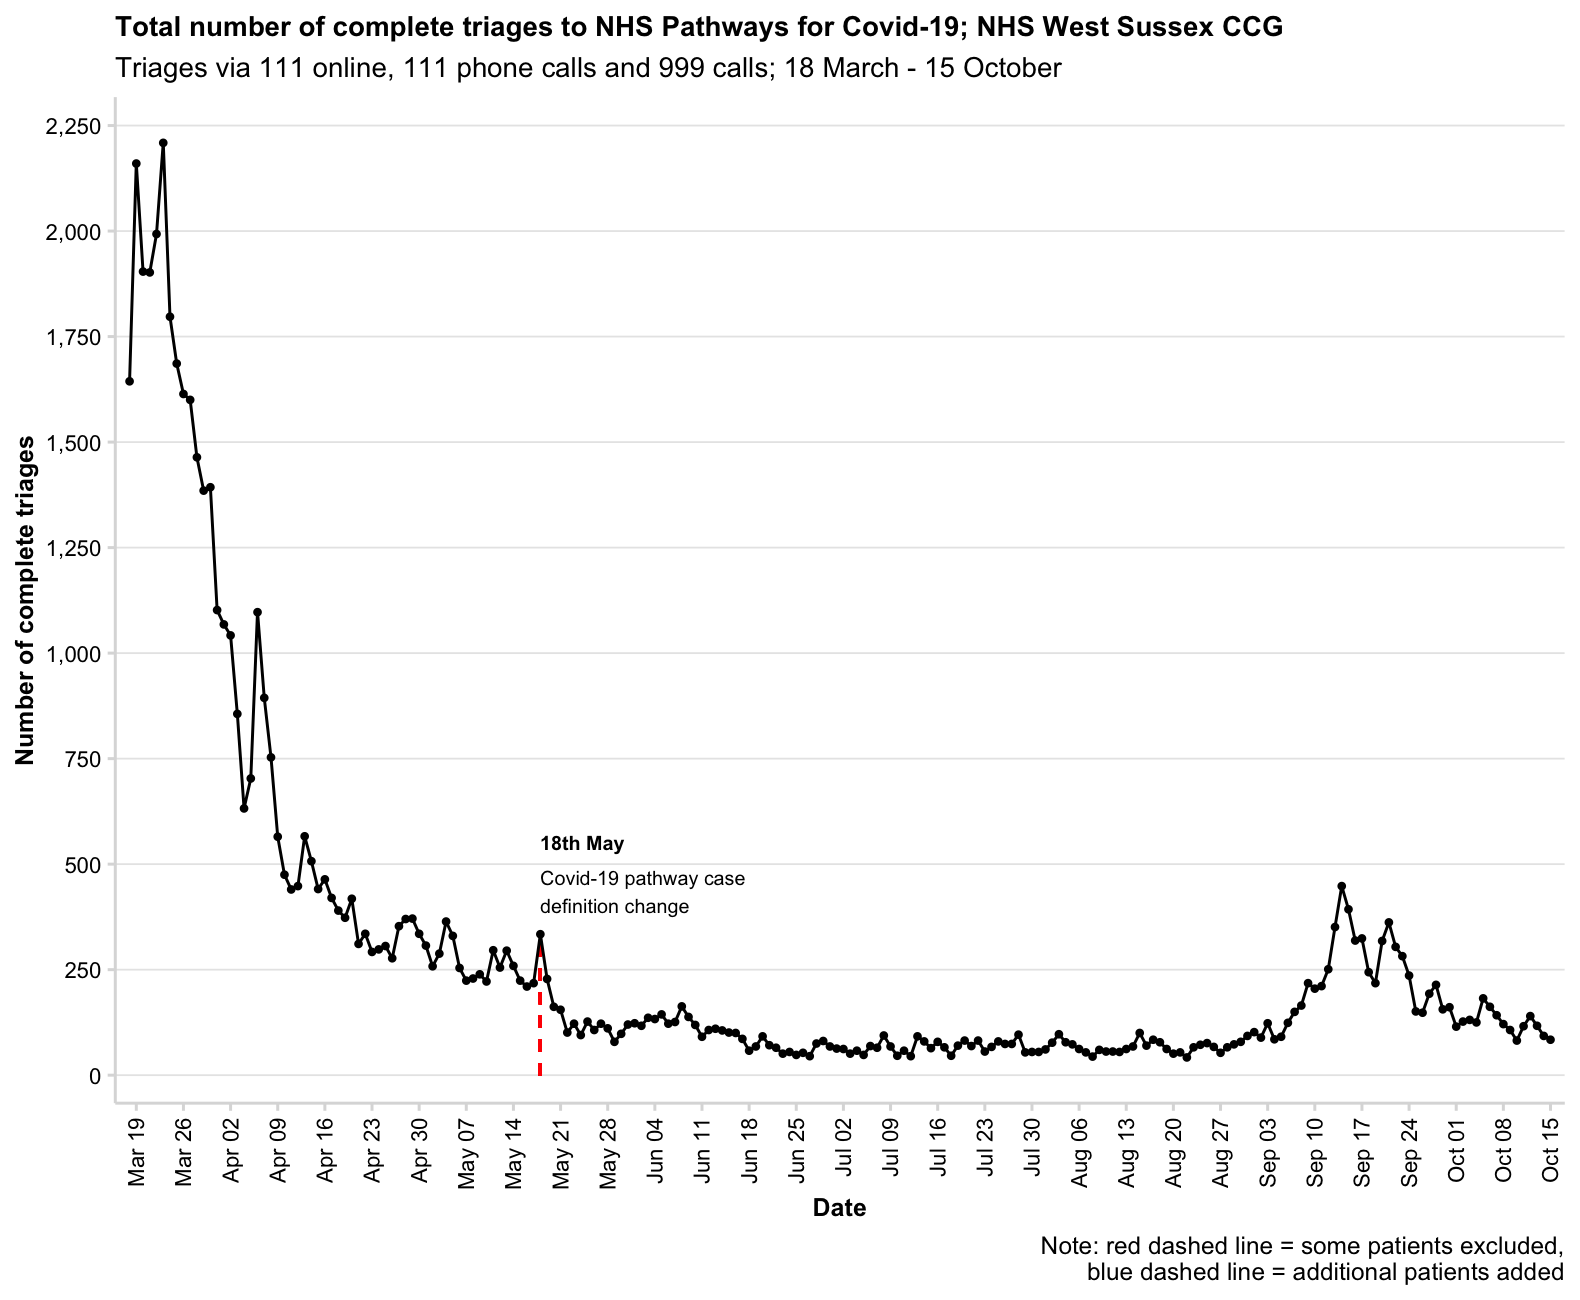 Total number of complete triages to NHS Pathways for Covid-19; NHS West Sussex CCG
Triages via 111 online, 111 phone calls and 999 calls; 18 March - 15 October
Number of complete triages
2,250
2,000
1,750
1,500
1,250
1,000
750
500
250
0
18th May
Covid-19 pathway case
definition change
Mar 19
Mar 26
Apr 02
Apr 09
Apr 16
Apr 23
Apr 30
May 07
May 14
May 21
May 28
Jun 04
Jun 11
Jun 18
Jun 25
Jul 02
Jul 09
Jul 16
Jul 23
Jul 30
Aug 06
Aug 13
Aug 20
Aug 27
Sep 03
Sep 10
Sep 17
Sep 24
Oct 01
Oct 08
Oct 15
Date
Note: red dashed line = some patients excluded,
blue dashed line = additional patients added